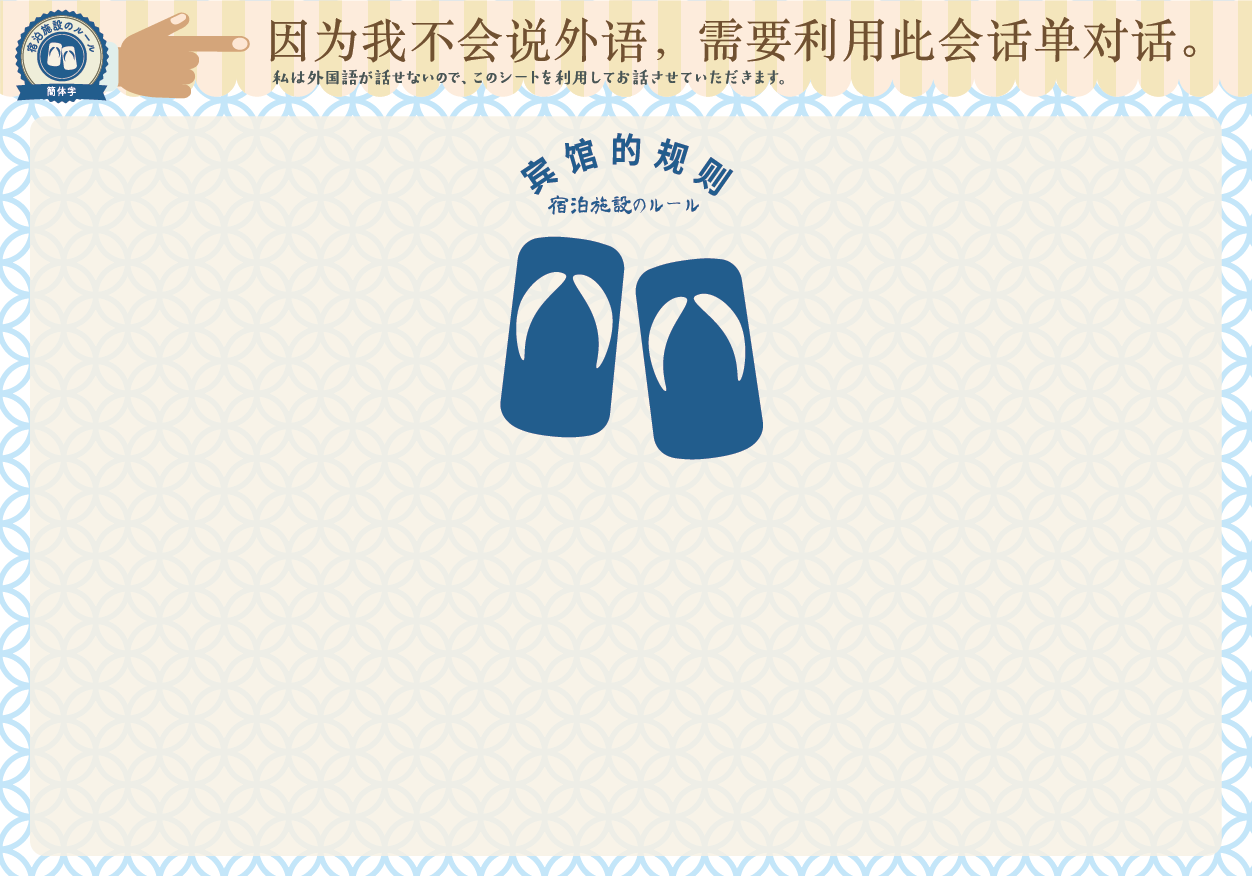 宿泊施設のルール
簡体字
因为我不会说外语，需要利用此会话单对话。
私は外国語が話せないので、このシートを利用してお話させていただきます。
宾馆的规则
宿泊施設のルール